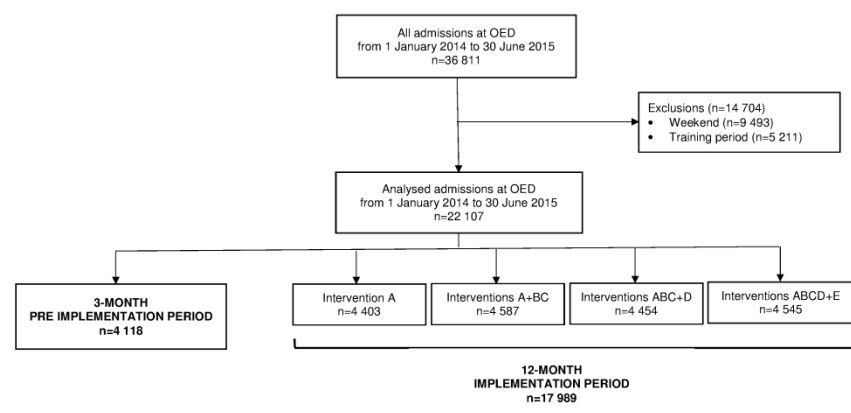 All admissions at OED
from 1 January 2014 to 30 June 2015
n=36 811
Exclusions (n=14 704)
• Weekend (n=9 493)
• Training period (n=5 211)
Analysed admissions at OED
from 1 January 2014 to 30 June 2015
n=22 107
3-MONTH
PRE IMPLEMENTATION PERIOD
n=4 118
Intervention A
n=4 403
Interventions A+BC
n=4 587
Interventions ABC+D
n=4 454
Interventions ABCD+E
n=4 545
12-MONTH
IMPLEMENTATION PERIOD
n=17 989